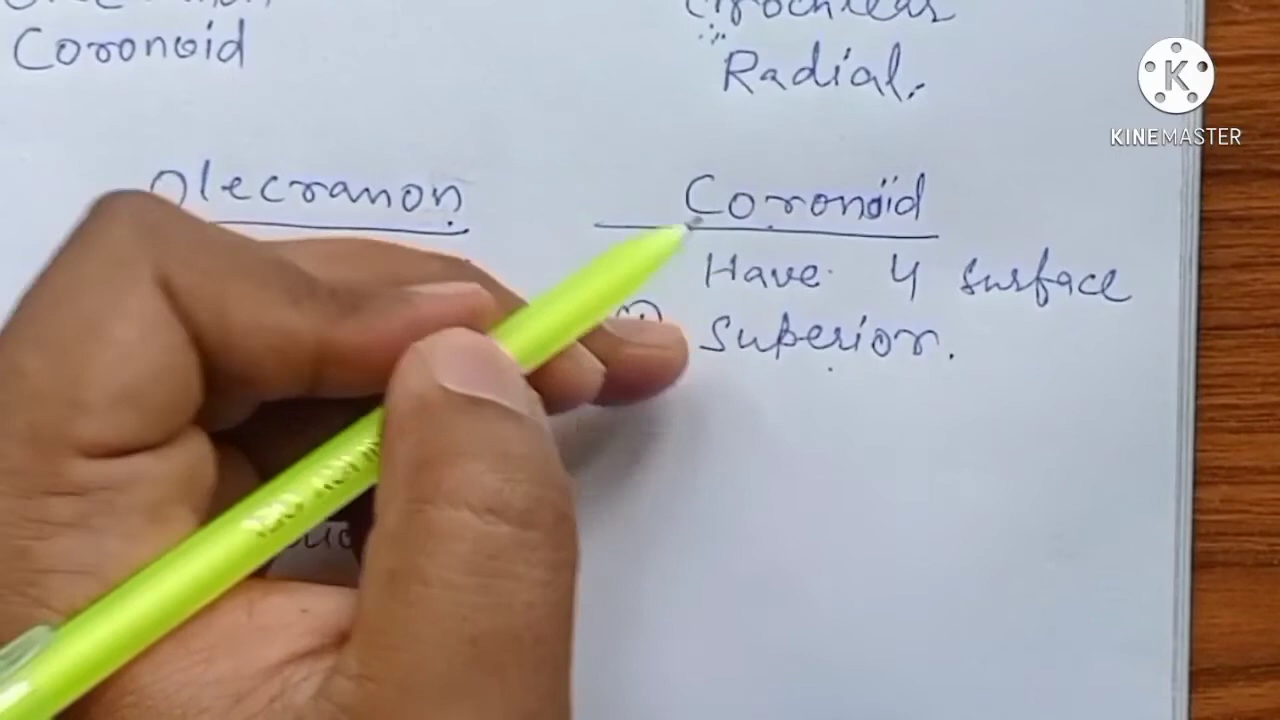 Coronoid
Radial.
Olecranon
Coronoid
Have 4 surface
Superior.
KINEMASTER